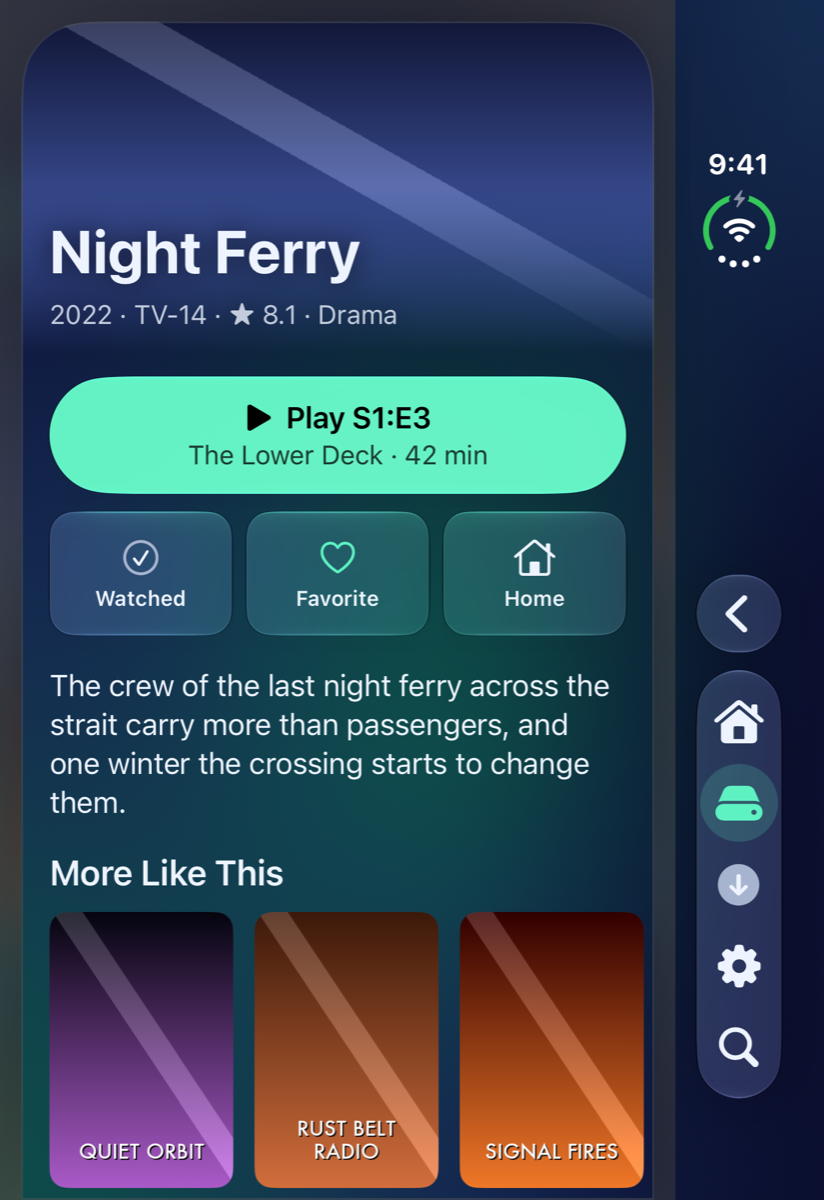 Night Ferry
2022 · TV-14 · ★ 8.1 · Drama
Play S1:E3
The Lower Deck · 42 min
Watched
Favorite
Home
The crew of the last night ferry across the
strait carry more than passengers, and
one winter the crossing starts to change
them.
More Like This
QUIET ORBIT
RUST BELT
RADIO
SIGNAL FIRES
9:41